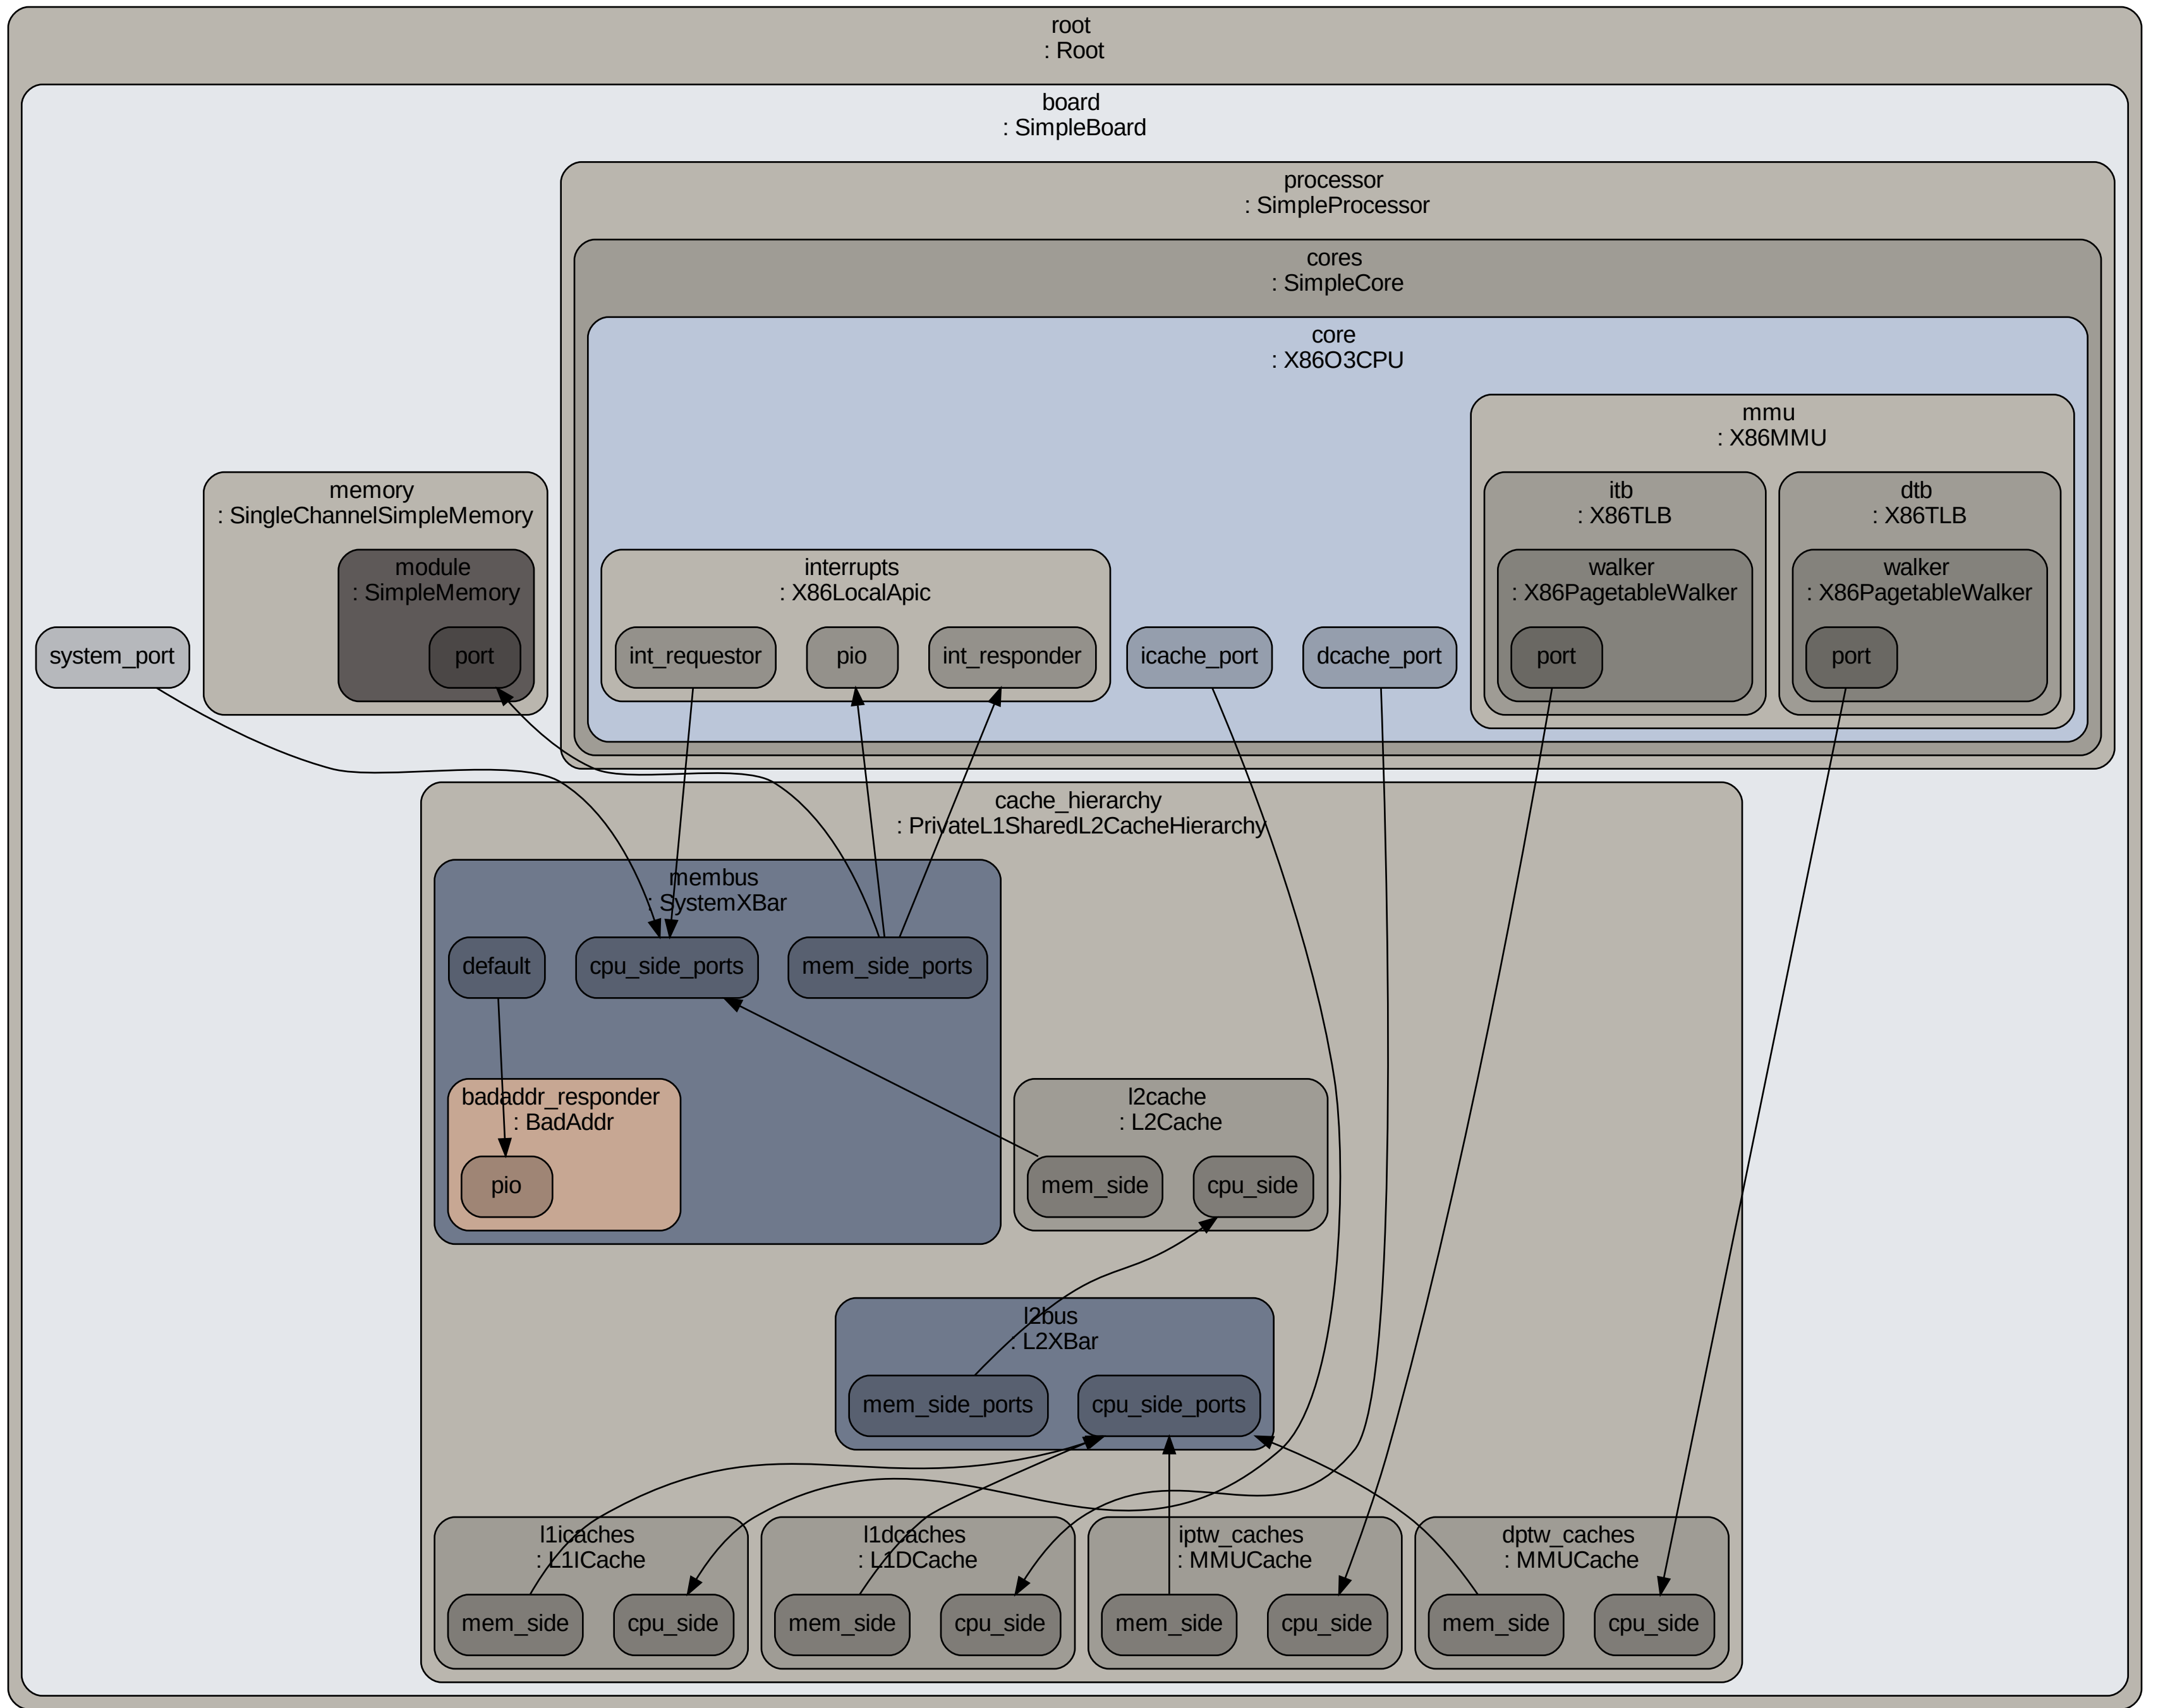 root
: Root
board
: SimpleBoard
processor
: SimpleProcessor
cores
: SimpleCore
core
: X86O3CPU
mmu
: X86MMU
memory
: SingleChannelSimpleMemory
itb
: X86TLB
dtb
: X86TLB
module
: SimpleMemory
interrupts
: X86LocalApic
walker
: X86PagetableWalker
walker
: X86PagetableWalker
system_port
port
int_requestor
pio
int_responder
icache_port
dcache_port
port
port
cache_hierarchy
: PrivateL1SharedL2CacheHierarchy
membus
: SystemXBar
default
cpu_side_ports
mem_side_ports
badaddr_responder
: BadAddr
pio
l2cache
: L2Cache
mem_side
cpu_side
l2bus
: L2XBar
mem_side_ports
cpu_side_ports
l1icaches
: L1ICache
mem_side
cpu_side
l1dcaches
: L1DCache
mem_side
cpu_side
iptw_caches
: MMUCache
mem_side
cpu_side
dptw_caches
: MMUCache
mem_side
cpu_side